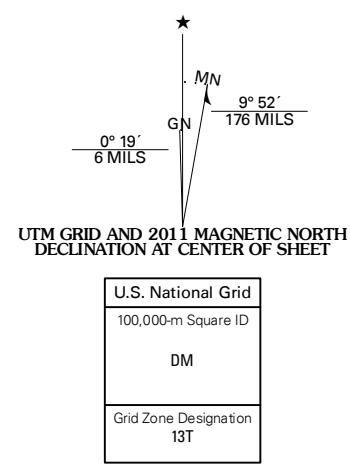 ★
MN
9° 52´
176 MILS
GN
0° 19´
6 MILS
UTM GRID AND 2011 MAGNETIC NORTH
DECLINATION AT CENTER OF SHEET
U.S. National Grid
100,000-m Square ID
DM
Grid Zone Designation
13T